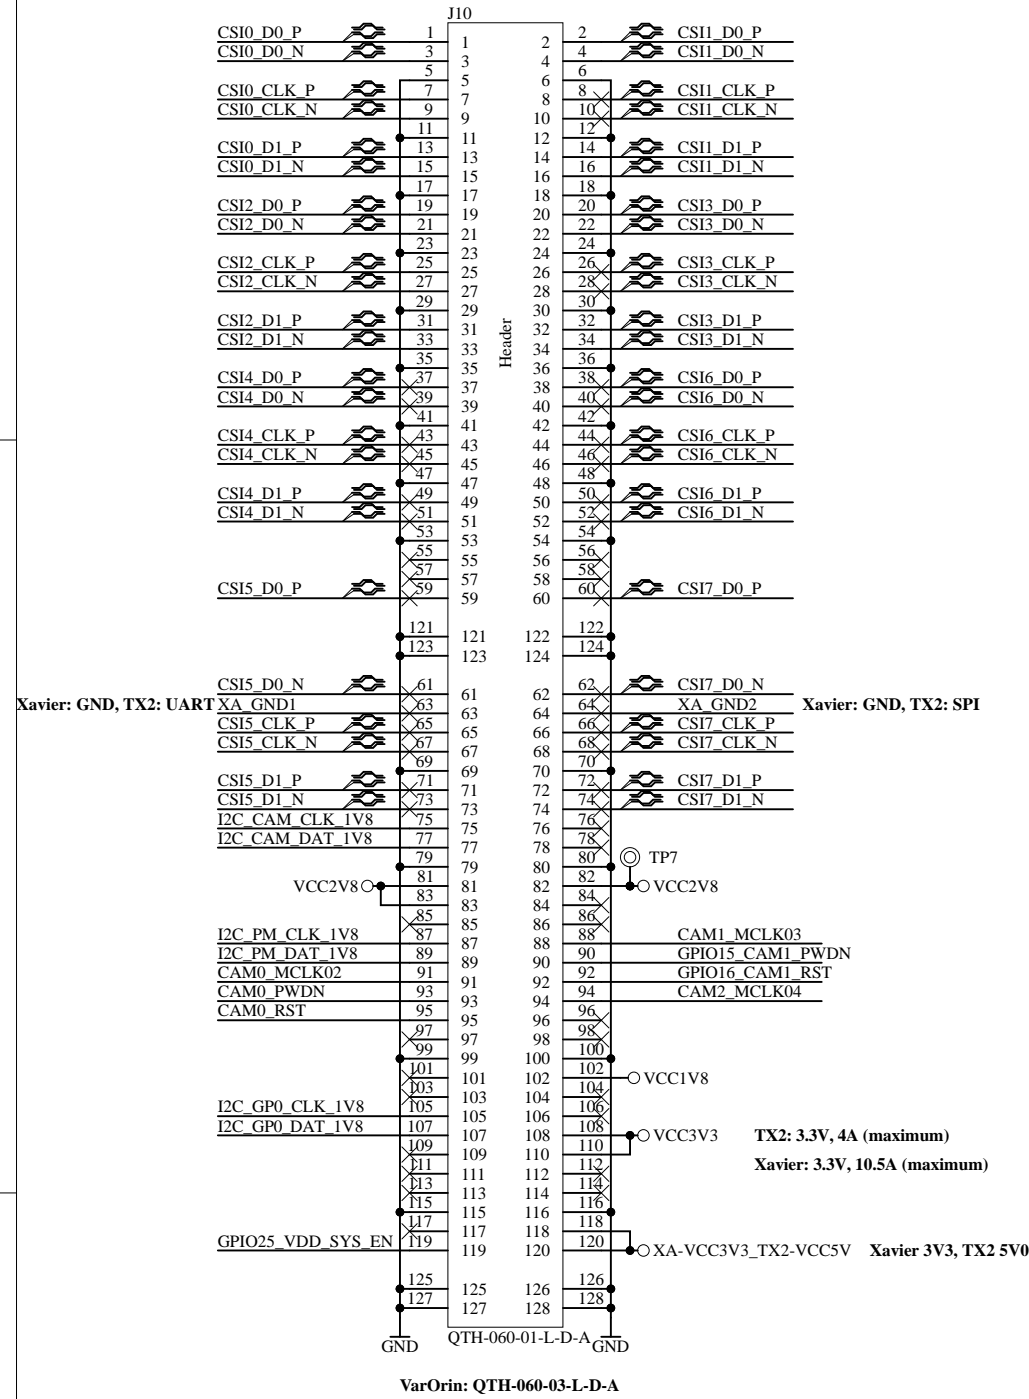 J10
CSI0_D0_P 1 1 2 2 CSI1_D0_P
CSI0_D0_N 3 3 4 4 CSI1_D0_N
5 5 6 6
CSI0_CLK_P 7 7 8 8 CSI1_CLK_P
CSI0_CLK_N 9 9 10 10 CSI1_CLK_N
11 11 12 12
CSI0_D1_P 13 13 14 14 CSI1_D1_P
CSI0_D1_N 15 15 16 16 CSI1_D1_N
17 17 18 18
CSI2_D0_P 19 19 20 20 CSI3_D0_P
CSI2_D0_N 21 21 22 22 CSI3_D0_N
23 23 24 24
CSI2_CLK_P 25 25 26 26 CSI3_CLK_P
CSI2_CLK_N 27 27 28 28 CSI3_CLK_N
29 29 30 30
CSI2_D1_P 31 31 32 32 CSI3_D1_P
CSI2_D1_N 33 33 34 34 CSI3_D1_N
Header
35 35 36 36
CSI4_D0_P 37 37 38 38 CSI6_D0_P
CSI4_D0_N 39 39 40 40 CSI6_D0_N
41 41 42 42
CSI4_CLK_P 43 43 44 44 CSI6_CLK_P
CSI4_CLK_N 45 45 46 46 CSI6_CLK_N
47 47 48 48
CSI4_D1_P 49 49 50 50 CSI6_D1_P
CSI4_D1_N 51 51 52 52 CSI6_D1_N
53 53 54 54
55 55 56 56
57 57 58 58
CSI5_D0_P 59 59 60 60 CSI7_D0_P
121 121 122 122
123 123 124 124
CSI5_D0_N 61 61 62 62 CSI7_D0_N
Xavier: GND, TX2: UART XA_GND1 63 63 64 64 XA_GND2 Xavier: GND, TX2: SPI
CSI5_CLK_P 65 65 66 66 CSI7_CLK_P
CSI5_CLK_N 67 67 68 68 CSI7_CLK_N
69 69 70 70
CSI5_D1_P 71 71 72 72 CSI7_D1_P
CSI5_D1_N 73 73 74 74 CSI7_D1_N
I2C_CAM_CLK_1V8 75 75 76 76
I2C_CAM_DAT_1V8 77 77 78 78
79 79 80 80 TP7
VCC2V8 81 81 82 82 VCC2V8
83 83 84 84
85 85 86 86
I2C_PM_CLK_1V8 87 87 88 88 CAM1_MCLK03
I2C_PM_DAT_1V8 89 89 90 90 GPIO15_CAM1_PWDN
CAM0_MCLK02 91 91 92 92 GPIO16_CAM1_RST
CAM0_PWDN 93 93 94 94 CAM2_MCLK04
CAM0_RST 95 95 96 96
97 97 98 98
99 99 100 100
101 101 102 102 VCC1V8
103 103 104 104
I2C_GP0_CLK_1V8 105 105 106 106
I2C_GP0_DAT_1V8 107 107 108 108 VCC3V3 TX2: 3.3V, 4A (maximum)
109 109 110 110
Xavier: 3.3V, 10.5A (maximum)
111 111 112 112
113 113 114 114
115 115 116 116
117 117 118 118
GPIO25_VDD_SYS_EN 119 119 120 120 XA-VCC3V3_TX2-VCC5V Xavier 3V3, TX2 5V0
125 125 126 126
127 127 128 128
GND QTH-060-01-L-D-A GND
VarOrin: QTH-060-03-L-D-A